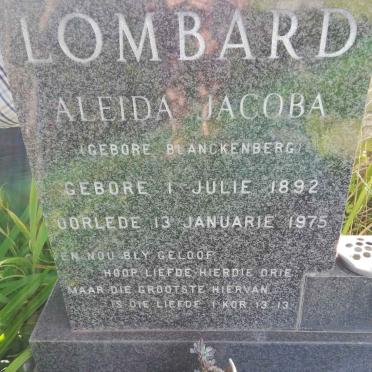 LOMBARD
ALEIDA JACOBA
(GEBORE BLANCKENBERG)
GEBORE 1 JULIE 1892
OORLEDE 13 JANUARIE 1975
EN NOU BLY GELOOF
HOOP LIEFDE HIERDIE DRIE
MAAR DIE GROOTSTE HIERVAN
IS DIE LIEFDE 1 KOR 13:13